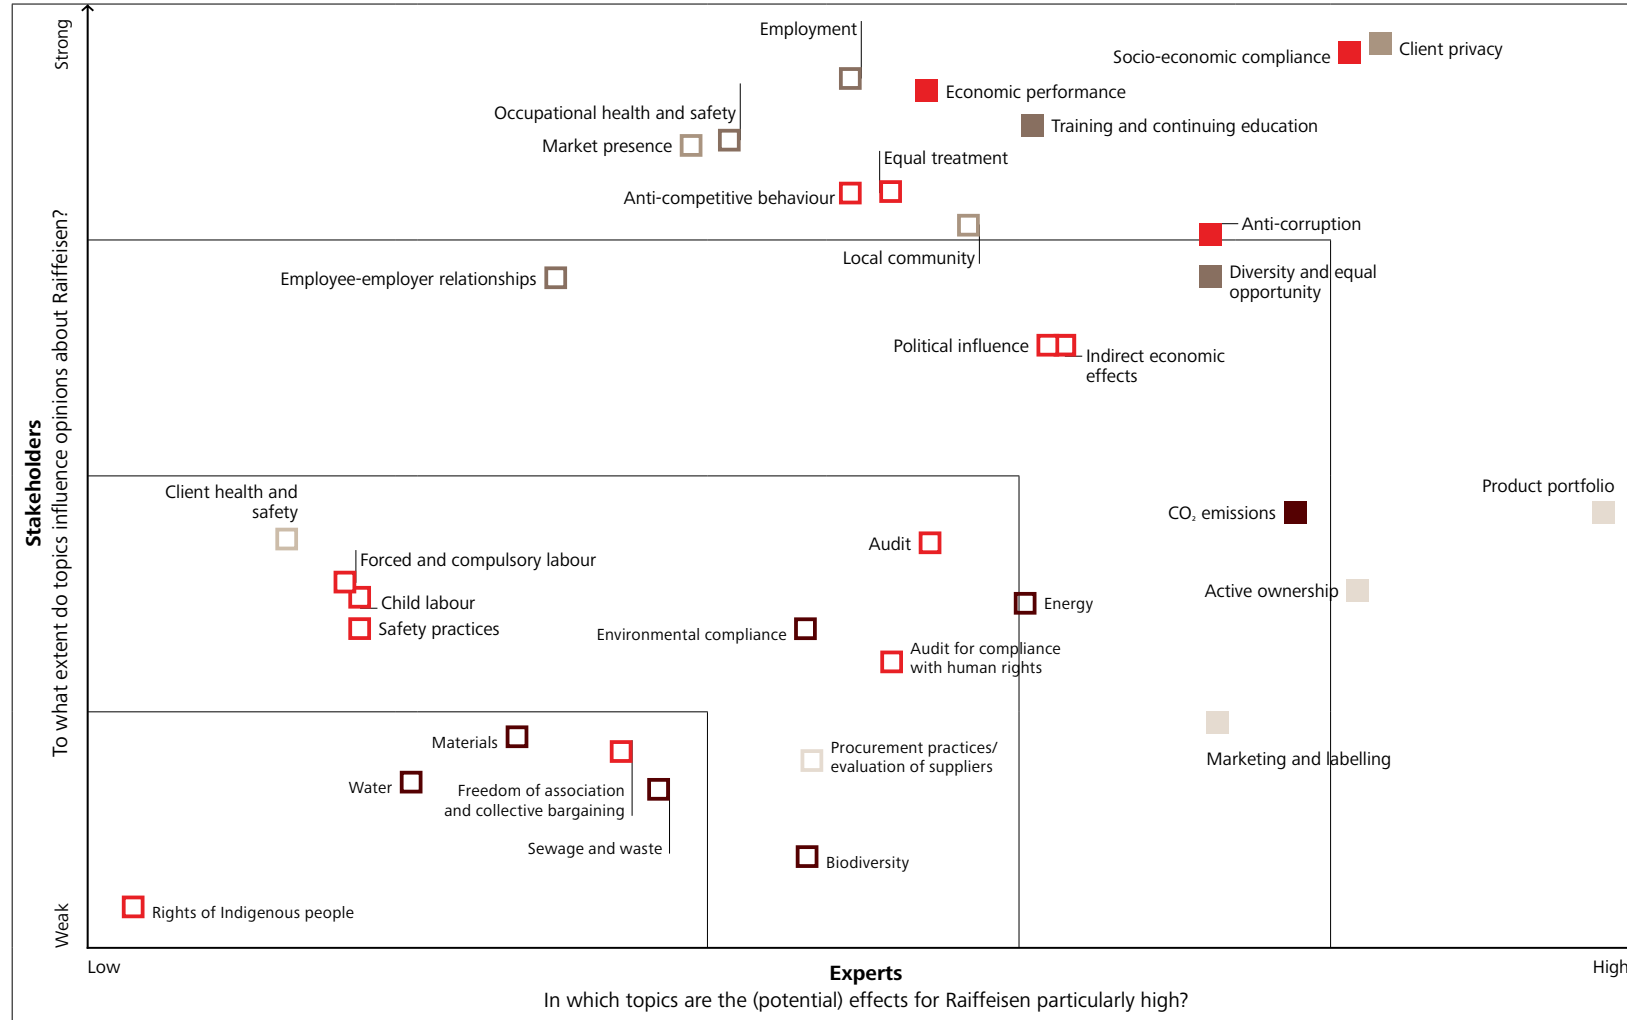 Strong
Employment
Client privacy
Socio-economic compliance
Economic performance
Occupational health and safety
Training and continuing education
Market presence
Equal treatment
Anti-competitive behaviour
Anti-corruption
Local community
Diversity and equal
opportunity
Employee-employer relationships
Political influence
Indirect economic
effects
Stakeholders
To what extent do topics influence opinions about Raiffeisen?
Product portfolio
Client health and
safety
CO₂ emissions
Audit
Forced and compulsory labour
Active ownership
Child labour
Energy
Safety practices
Environmental compliance
Audit for compliance
with human rights
Materials
Procurement practices/
evaluation of suppliers
Marketing and labelling
Water
Freedom of association
and collective bargaining
Sewage and waste
Biodiversity
Rights of Indigenous people
Weak
Low
Experts
High
In which topics are the (potential) effects for Raiffeisen particularly high?